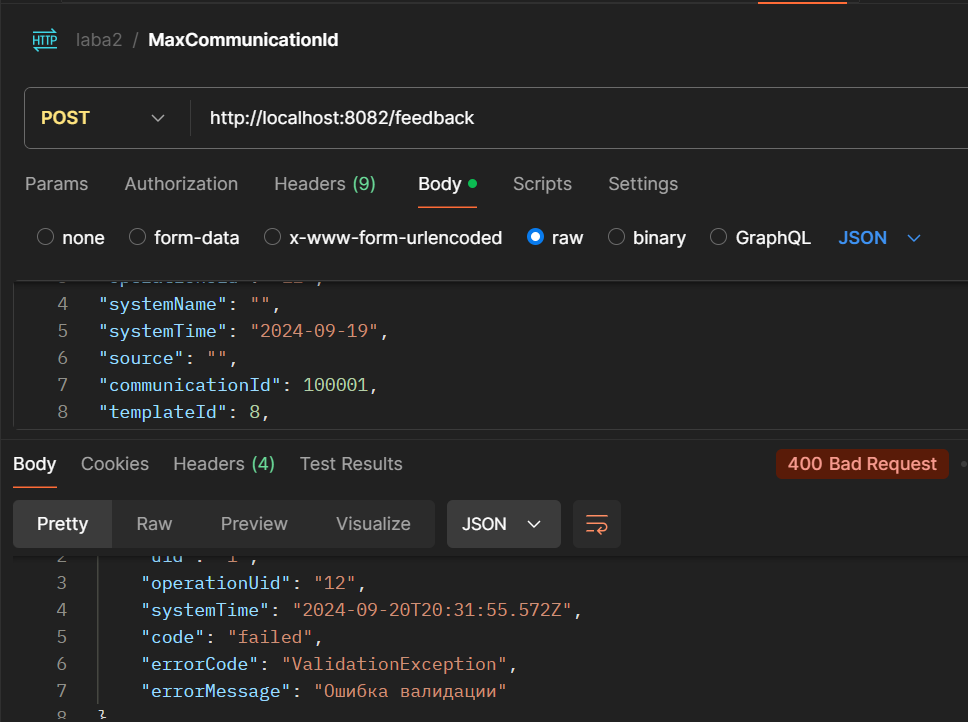 HTTP laba2 / MaxCommunicationId
POST http://localhost:8082/feedback
Params Authorization Headers (9) Body Scripts Settings
none form-data x-www-form-urlencoded raw binary GraphQL JSON
4 "systemName": "",
5 "systemTime": "2024-09-19",
6 "source": "",
7 "communicationId": 100001,
8 "templateId": 8,
Body Cookies Headers (4) Test Results 400 Bad Request
Pretty Raw Preview Visualize JSON
2 "uid": "1",
3 "operationUid": "12",
4 "systemTime": "2024-09-20T20:31:55.572Z",
5 "code": "failed",
6 "errorCode": "ValidationException",
7 "errorMessage": "Ошибка валидации"
8 }